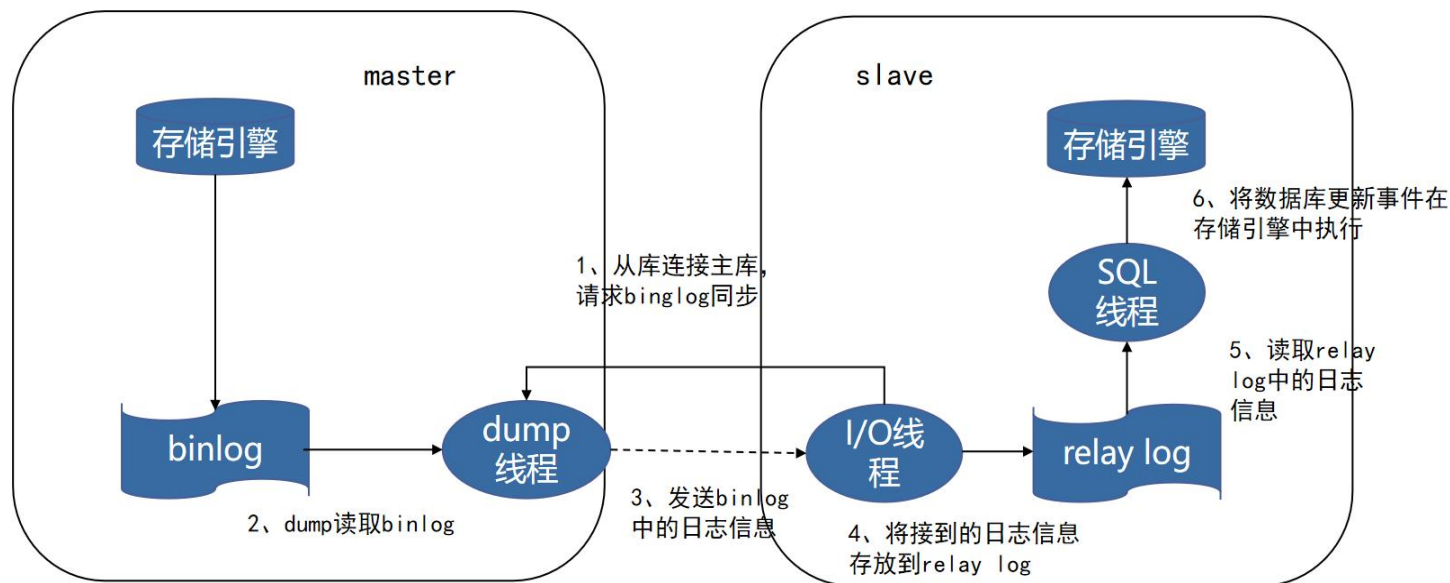 master
slave
存储引擎
存储引擎
6、将数据库更新事件在
存储引擎中执行
1、从库连接主库，
请求binglog同步
SQL
线程
5、读取relay
log中的日志
信息
binlog
dump
线程
I/O线
程
relay log
2、dump读取binlog
3、发送binlog
中的日志信息
4、将接到的日志信息
存放到relay log